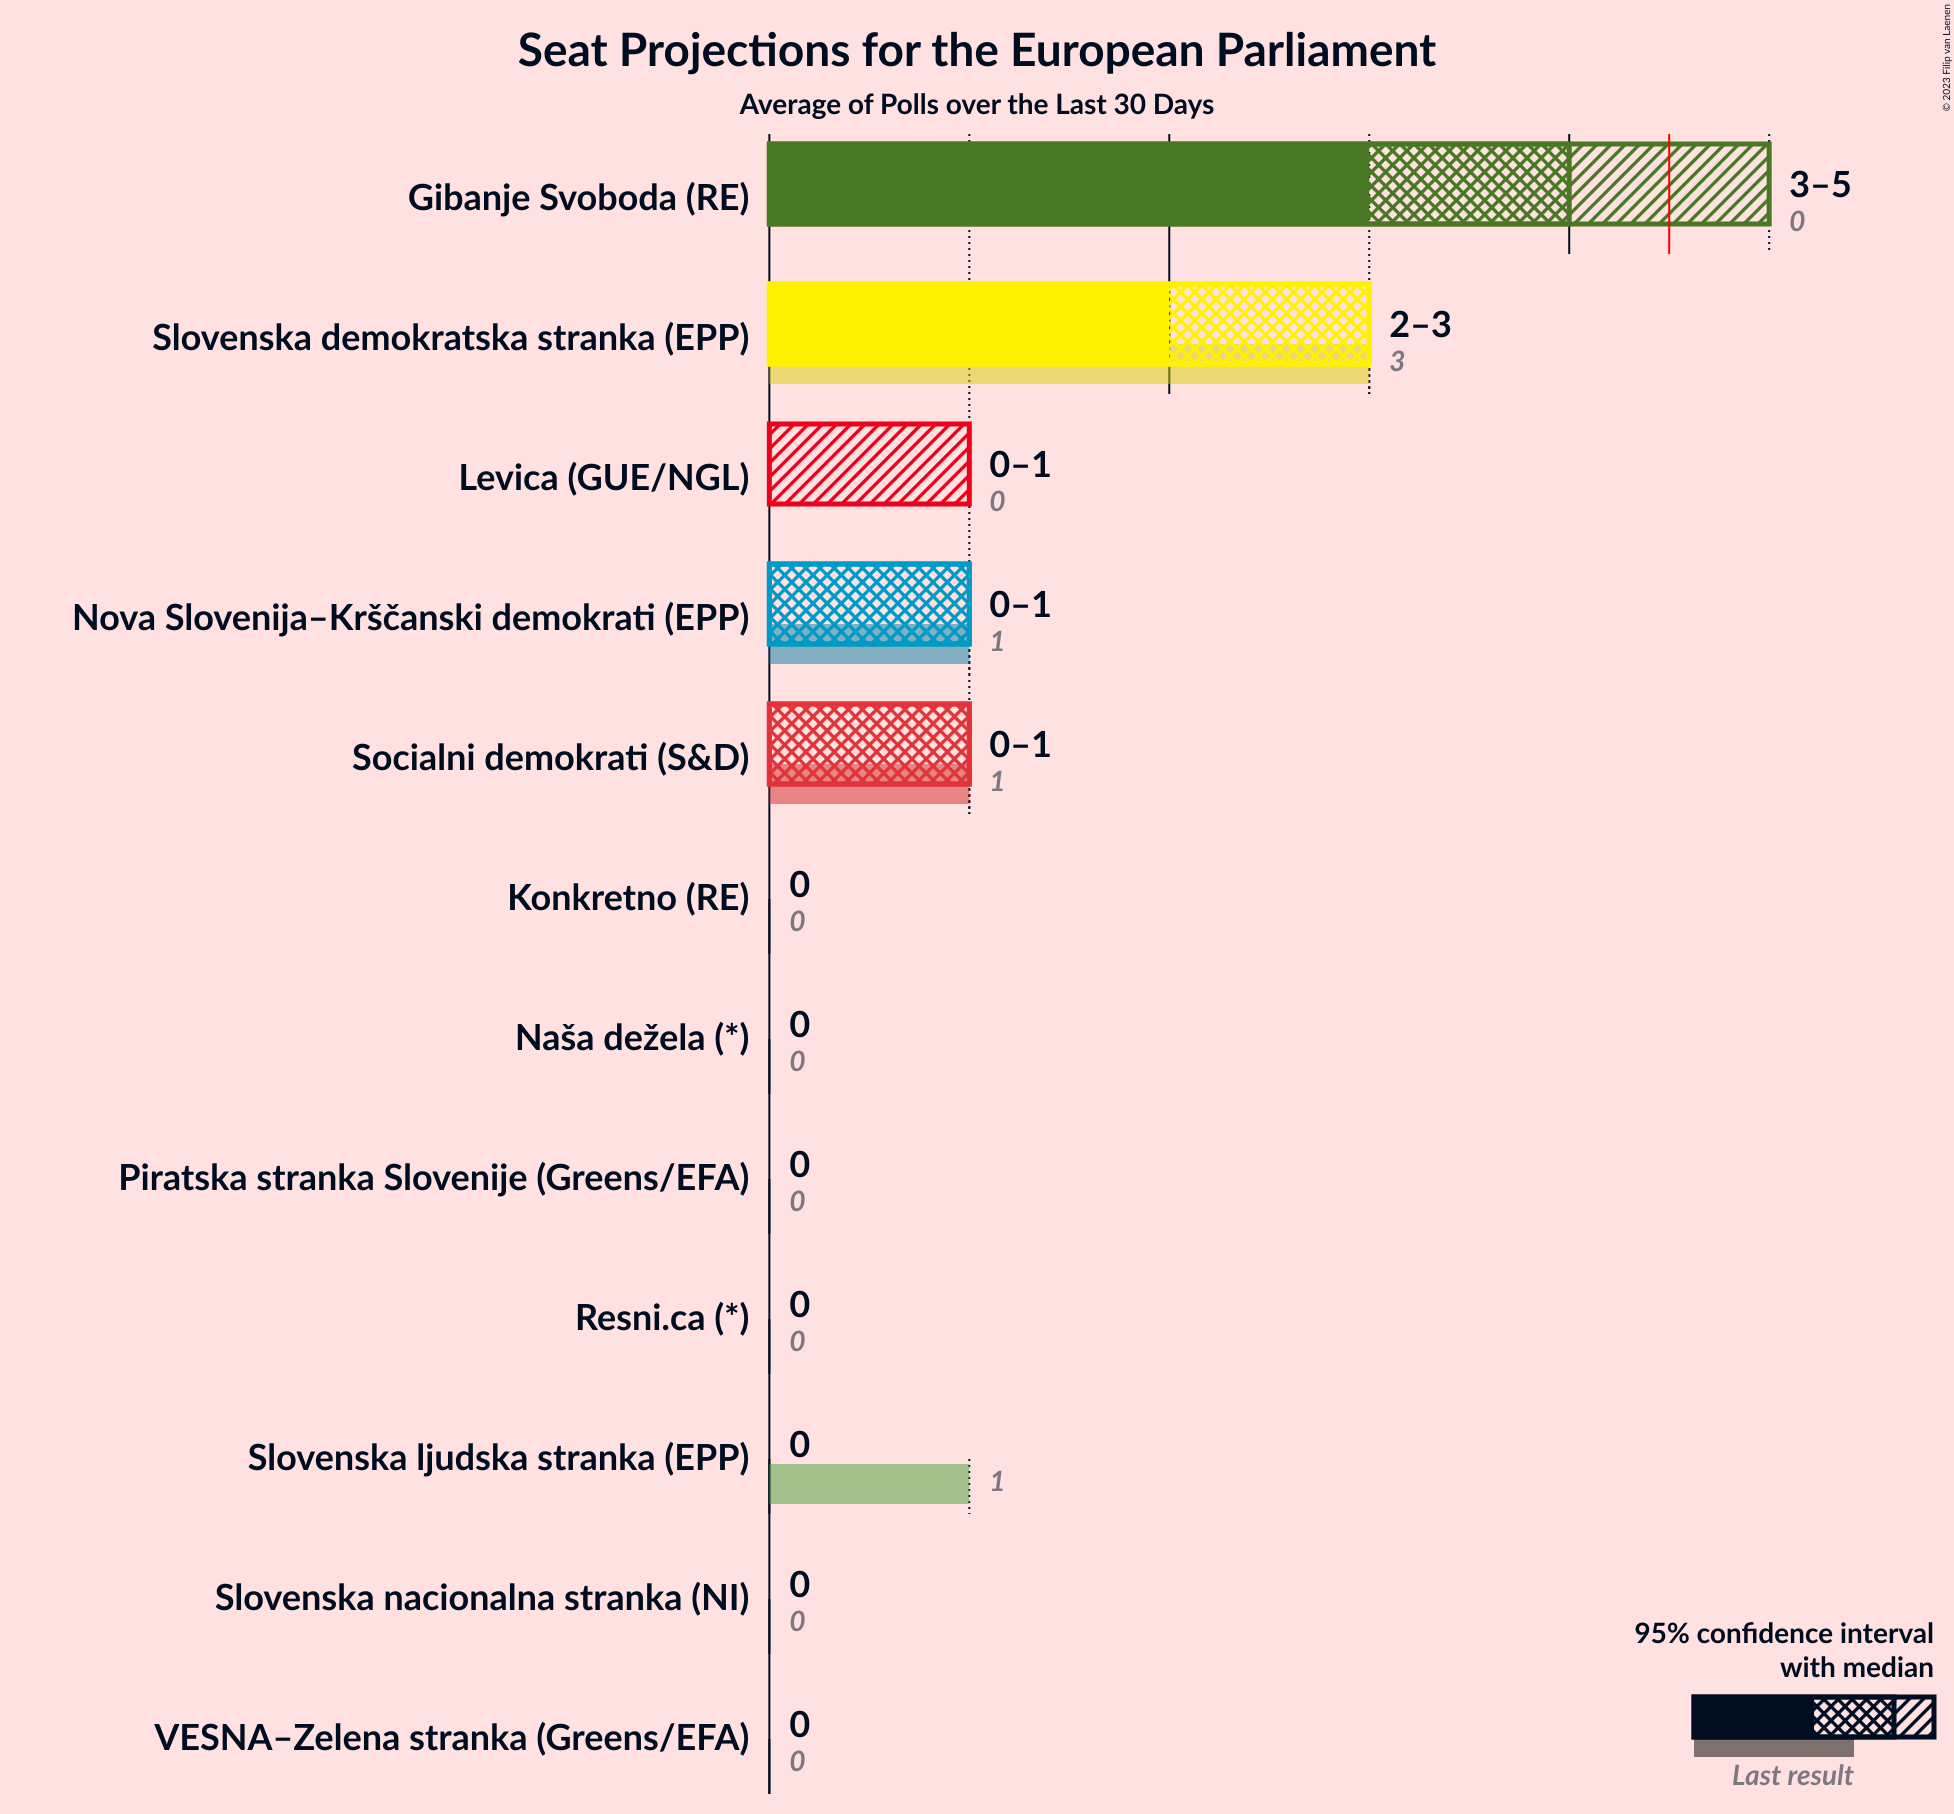 Seat Projections for the European Parliament
Average of Polls over the Last 30 Days
© 2023 Filip van Laenen
Gibanje Svoboda (RE)
3–5
0
Slovenska demokratska stranka (EPP)
2–3
3
Levica (GUE/NGL)
0–1
0
Nova Slovenija–Krščanski demokrati (EPP)
0–1
1
Socialni demokrati (S&D)
0–1
1
Konkretno (RE)
0
0
Naša dežela (*)
0
0
Piratska stranka Slovenije (Greens/EFA)
0
0
Resni.ca (*)
0
0
Slovenska ljudska stranka (EPP)
0
1
Slovenska nacionalna stranka (NI)
0
0
VESNA–Zelena stranka (Greens/EFA)
0
0
95% confidence interval
with median
Last result